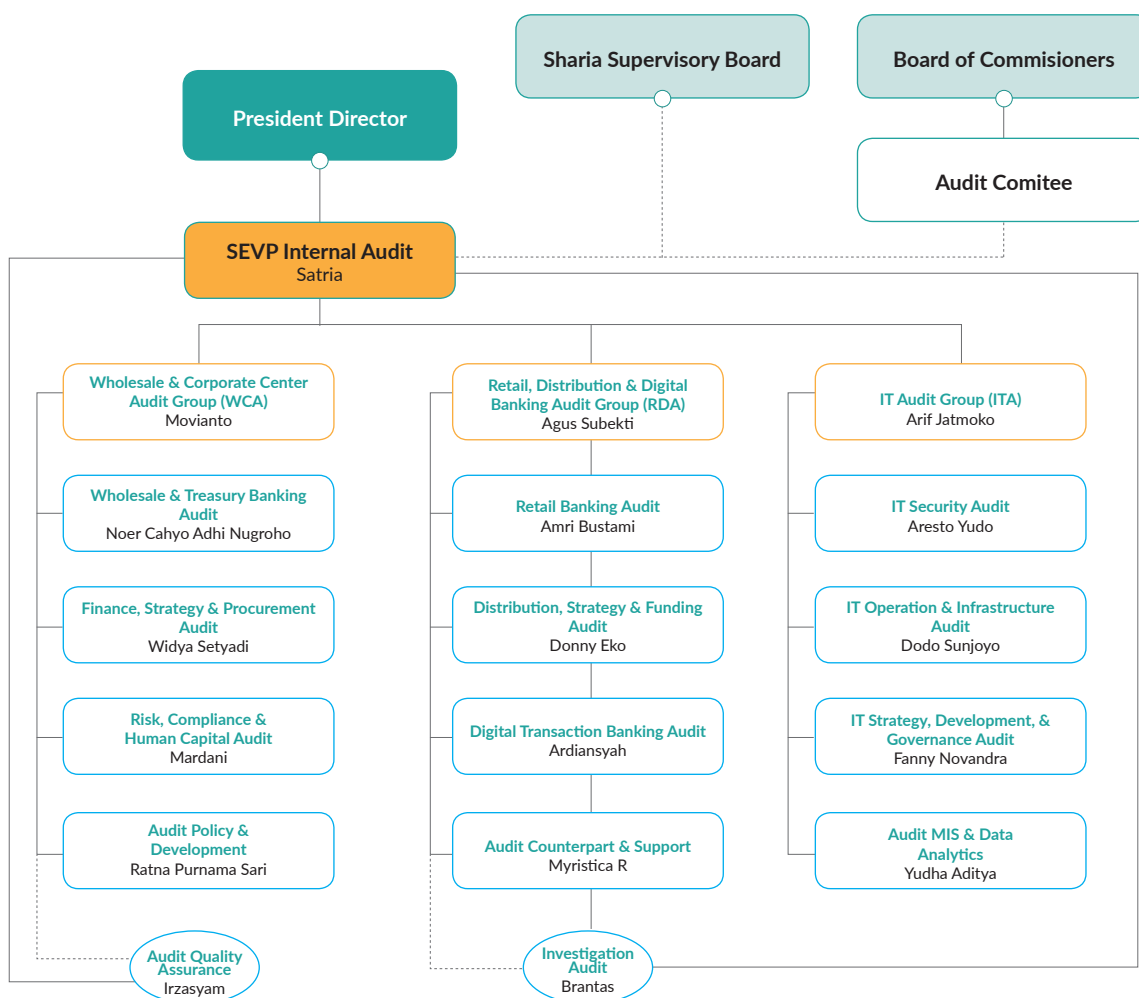 Sharia Supervisory Board
Board of Commisioners
President Director
Audit Comitee
SEVP Internal Audit
Satria
Wholesale & Corporate Center
Audit Group (WCA)
Movianto
Retail, Distribution & Digital
Banking Audit Group (RDA)
Agus Subekti
IT Audit Group (ITA)
Arif Jatmoko
Wholesale & Treasury Banking
Audit
Noer Cahyo Adhi Nugroho
Retail Banking Audit
Amri Bustami
IT Security Audit
Aresto Yudo
Finance, Strategy & Procurement
Audit
Widya Setyadi
Distribution, Strategy & Funding
Audit
Donny Eko
IT Operation & Infrastructure
Audit
Dodo Sunjoyo
Risk, Compliance &
Human Capital Audit
Mardani
Digital Transaction Banking Audit
Ardiansyah
IT Strategy, Development, &
Governance Audit
Fanny Novandra
Audit Policy &
Development
Ratna Purnama Sari
Audit Counterpart & Support
Myristica R
Audit MIS & Data
Analytics
Yudha Aditya
Audit Quality
Assurance
Irzasyam
Investigation
Audit
Brantas